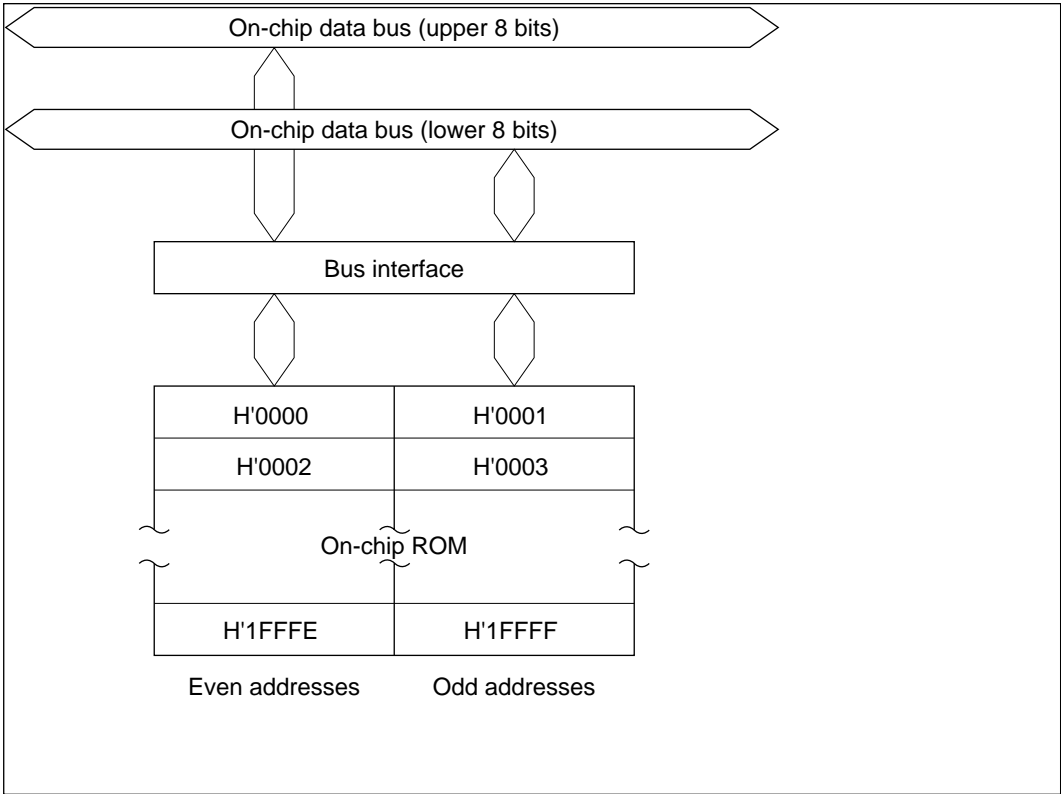 On-chip data bus (upper 8 bits)
On-chip data bus (lower 8 bits)
Bus interface
H'0000 H'0001
H'0002 H'0003
On-chip ROM
H'1FFFE H'1FFFF
Even addresses Odd addresses